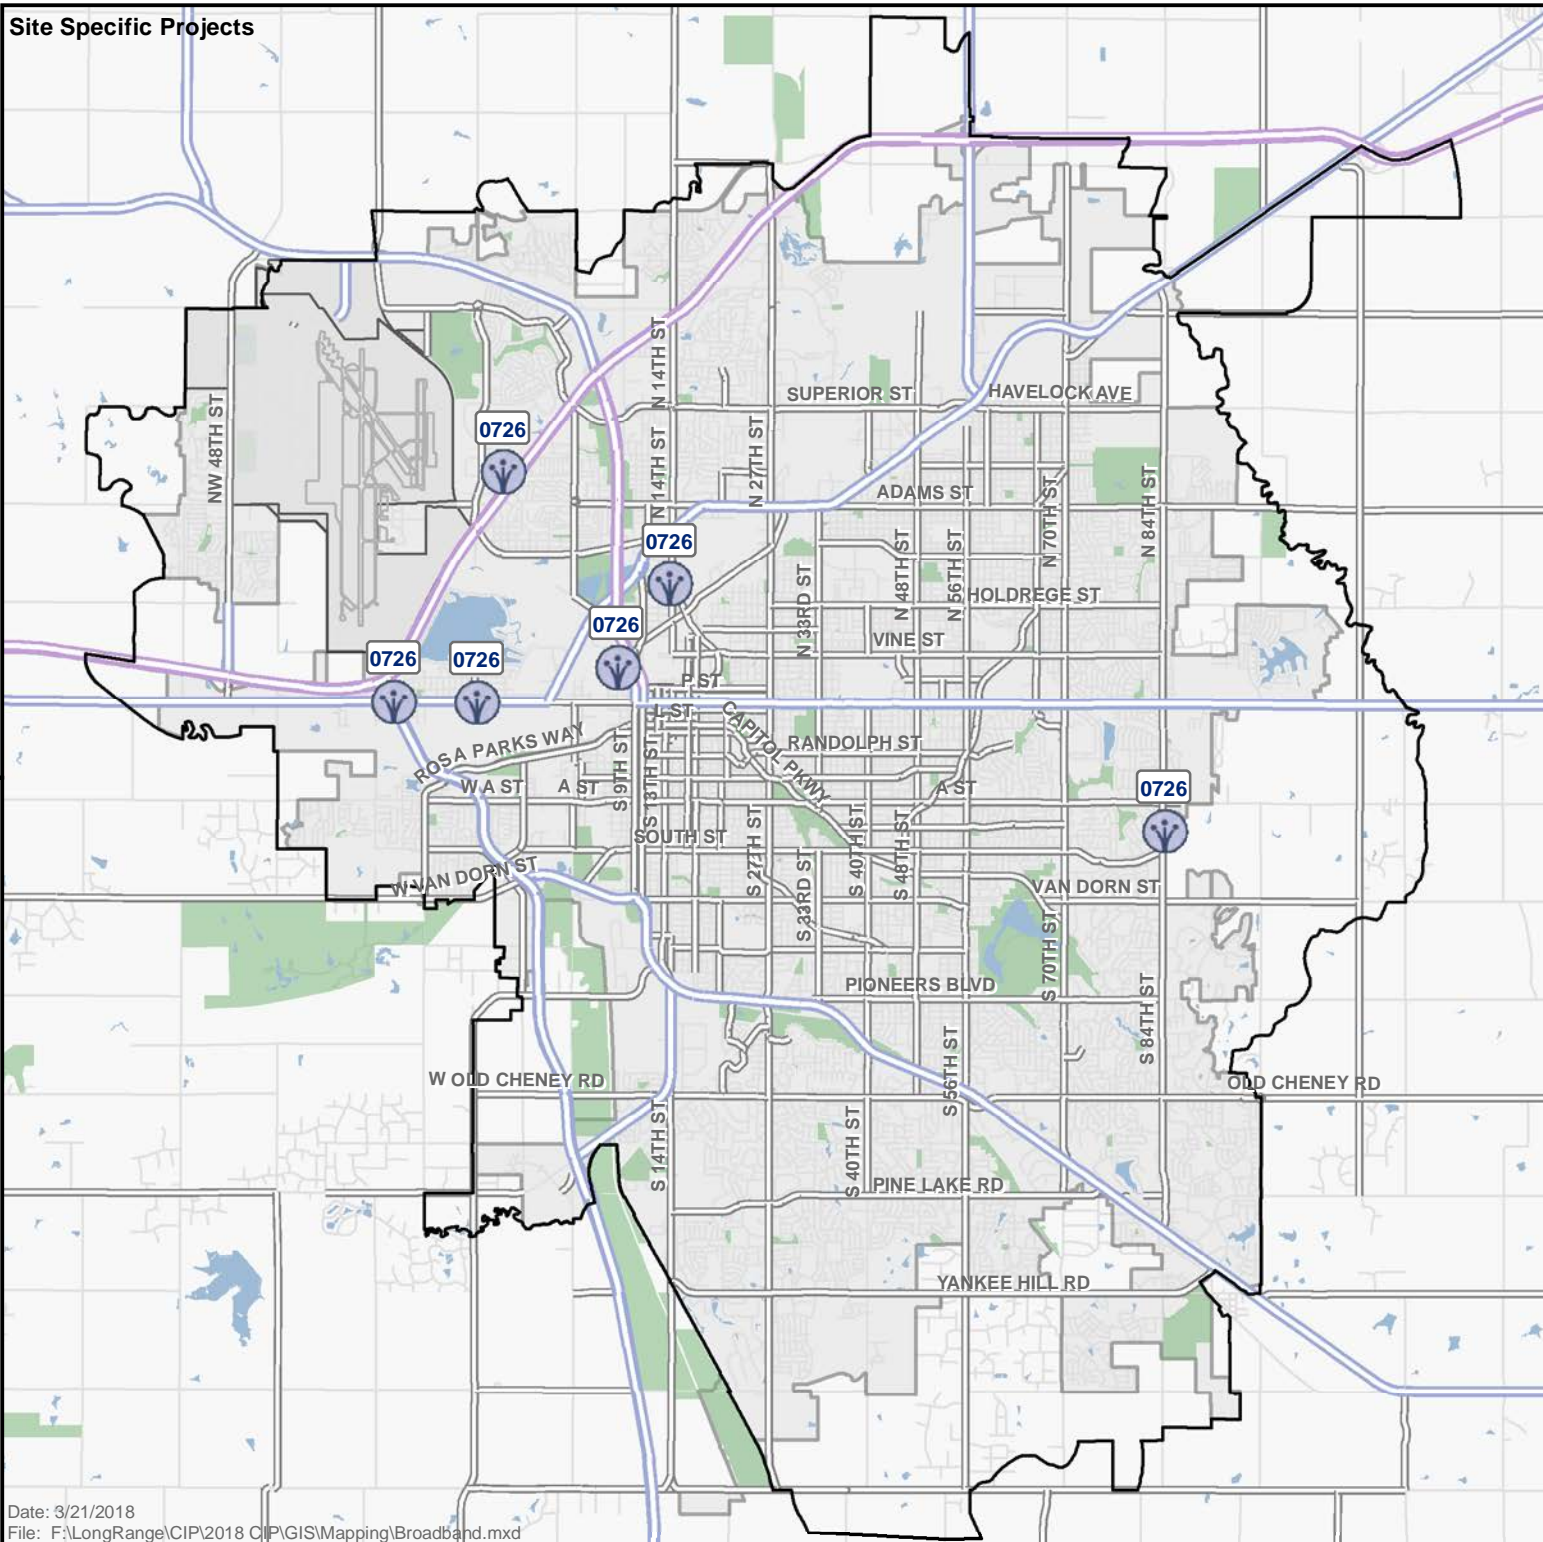 Site Specific Projects
N 14TH ST
SUPERIOR ST
HAVELOCK AVE
NW 48TH ST
0726
N 14TH ST
N 27TH ST
ADAMS ST
N 70TH ST
N 84TH ST
0726
N 48TH ST
N 56TH ST
N 33RD ST
HOLDREGE ST
0726
VINE ST
0726
0726
P ST
L ST
CAPITOL PKWY
ROSA PARKS WAY
RANDOLPH ST
S 9TH ST
S 13TH ST
W A ST
A ST
A ST
0726
SOUTH ST
S 27TH ST
S 33RD ST
S 40TH ST
S 48TH ST
W VAN DORN ST
VAN DORN ST
S 70TH ST
PIONEERS BLVD
S 84TH ST
S 56TH ST
W OLD CHENEY RD
OLD CHENEY RD
S 14TH ST
S 40TH ST
PINE LAKE RD
YANKEE HILL RD
Date: 3/21/2018
File: F:\LongRange\CIP\2018 CIP\GIS\Mapping\Broadband.mxd